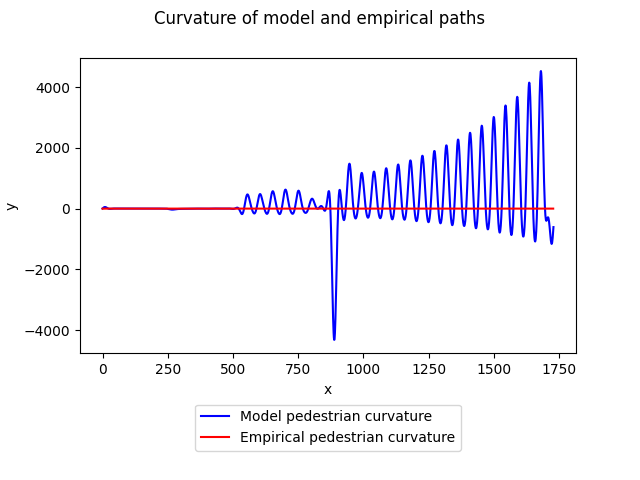 Curvature of model and empirical paths
4000
2000
0
−2000
−4000
y
0 250 500 750 1000 1250 1500 1750
x
Model pedestrian curvature
Empirical pedestrian curvature